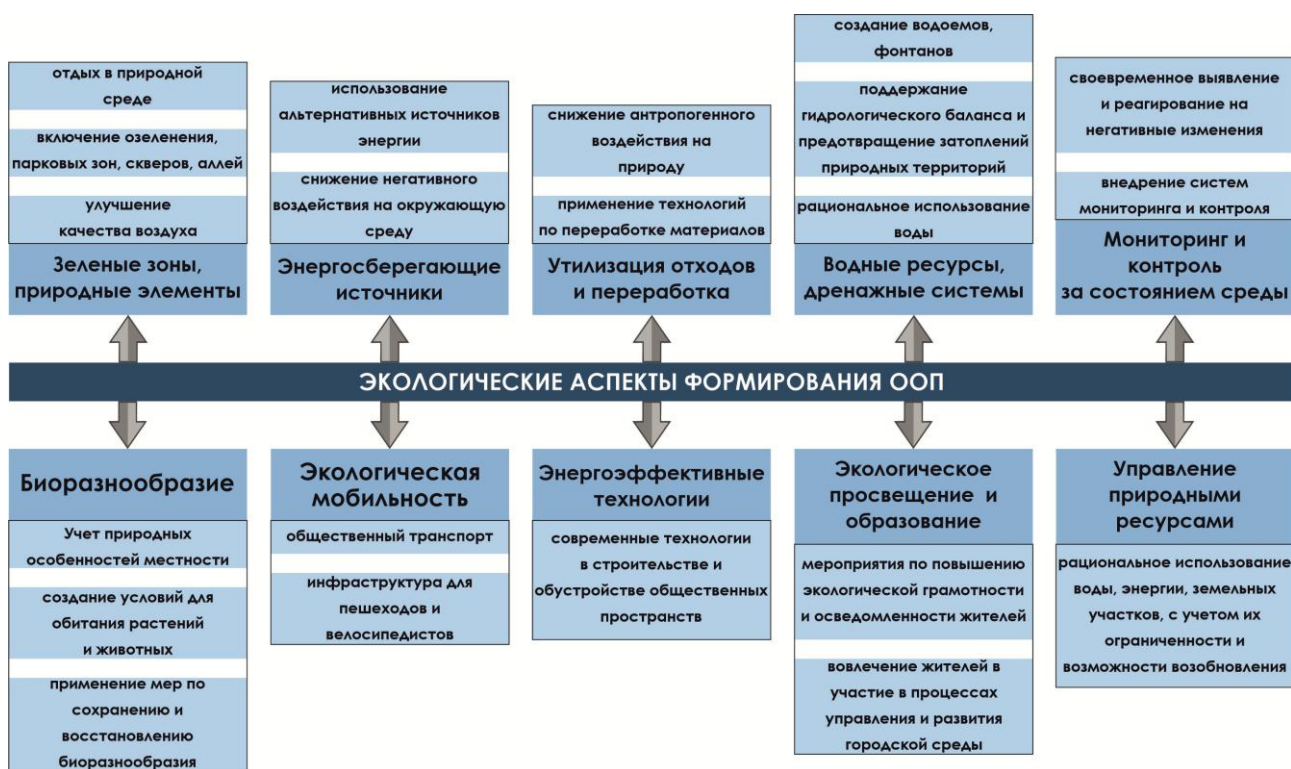 отдых в природной
среде
включение озеленения,
парковых зон, скверов, аллей
улучшение
качества воздуха
Зеленые зоны,
природные элементы
использование
альтернативных источников
энергии
снижение негативного
воздействия на окружающую
среду
Энергосберегающие
источники
снижение антропогенного
воздействия на
природу
применение технологий
по переработке материалов
Утилизация отходов
и переработка
создание водоемов,
фонтанов
поддержание
гидрологического баланса и
предотвращение затоплений
природных территорий
рациональное использование
воды
Водные ресурсы,
дренажные системы
своевременное выявление
и реагирование на
негативные изменения
внедрение систем
мониторинга и контроля
Мониторинг и
контроль
за состоянием среды
ЭКОЛОГИЧЕСКИЕ АСПЕКТЫ ФОРМИРОВАНИЯ ООП
Биоразнообразие
Учет природных
особенностей местности
создание условий для
обитания растений
и животных
применение мер по
сохранению и
восстановлению
биоразнообразия
Экологическая
мобильность
общественный транспорт
инфраструктура для
пешеходов и
велосипедистов
Энергоэффективные
технологии
современные технологии
в строительстве и
обустройстве общественных
пространств
Экологическое
просвещение и
образование
мероприятия по повышению
экологической грамотности
и осведомленности жителей
вовлечение жителей в
участие в процессах
управления и развития
городской среды
Управление
природными
ресурсами
рациональное использование
воды, энергии, земельных
участков, с учетом их
ограниченности и
возможности возобновления